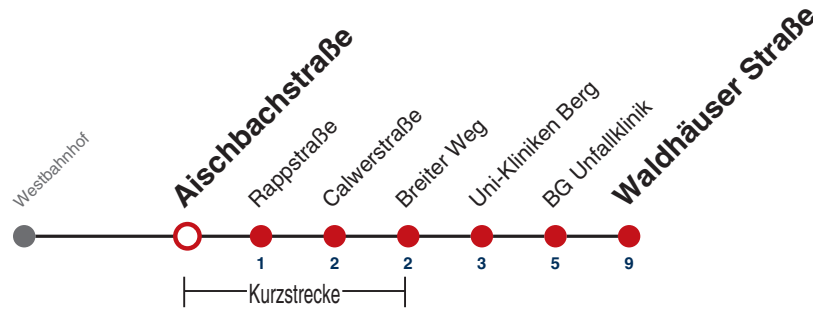 Westbahnhof
Aischbachstraße
Rappstraße
Calwerstraße
Breiter Weg
Uni-Kliniken Berg
BG Unfallklinik
Waldhäuser Straße
1 2 2 3 5 9
Kurzstrecke